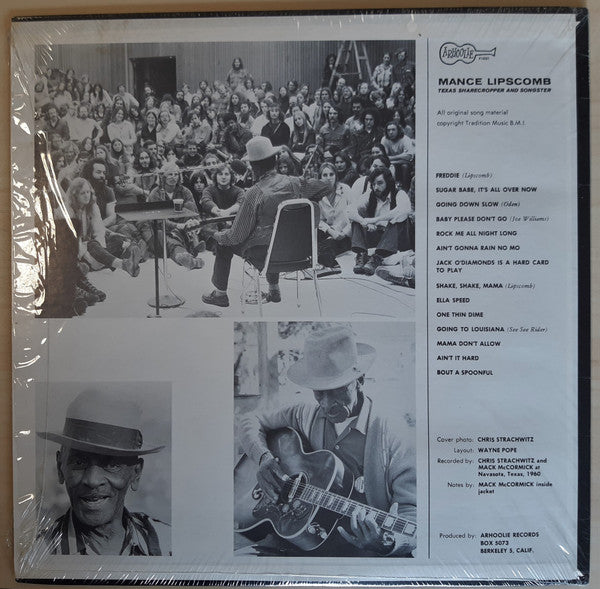 ARHOOLIE
F1001
MANCE LIPSCOMB
TEXAS SHARECROPPER AND SONGSTER
All original song material
copyright Tradition Music B.M.I.
FREDDIE (Lipscomb)
SUGAR BABE, IT'S ALL OVER NOW
GOING DOWN SLOW (Oden)
BABY PLEASE DON'T GO (Joe Williams)
ROCK ME ALL NIGHT LONG
AIN'T GONNA RAIN NO MO
JACK O'DIAMONDS IS A HARD CARD
TO PLAY
SHAKE, SHAKE, MAMA (Lipscomb)
ELLA SPEED
ONE THIN DIME
GOING TO LOUISIANA (See See Rider)
MAMA DON'T ALLOW
AIN'T IT HARD
BOUT A SPOONFUL
Cover photo: CHRIS STRACHWITZ
Layout: WAYNE POPE
Recorded by: CHRIS STRACHWITZ and
MACK McCORMICK at
Navasota, Texas, 1960
Notes by: MACK McCORMICK inside
jacket
Produced by: ARHOOLIE RECORDS
BOX 5073
BERKELEY 5, CALIF.